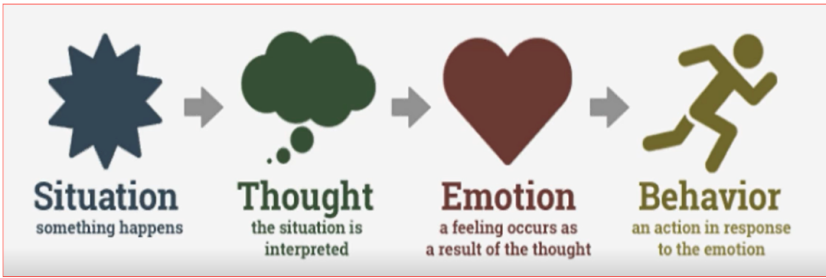 Situation
something happens
Thought
the situation is
interpreted
Emotion
a feeling occurs as
a result of the thought
Behavior
an action in response
to the emotion